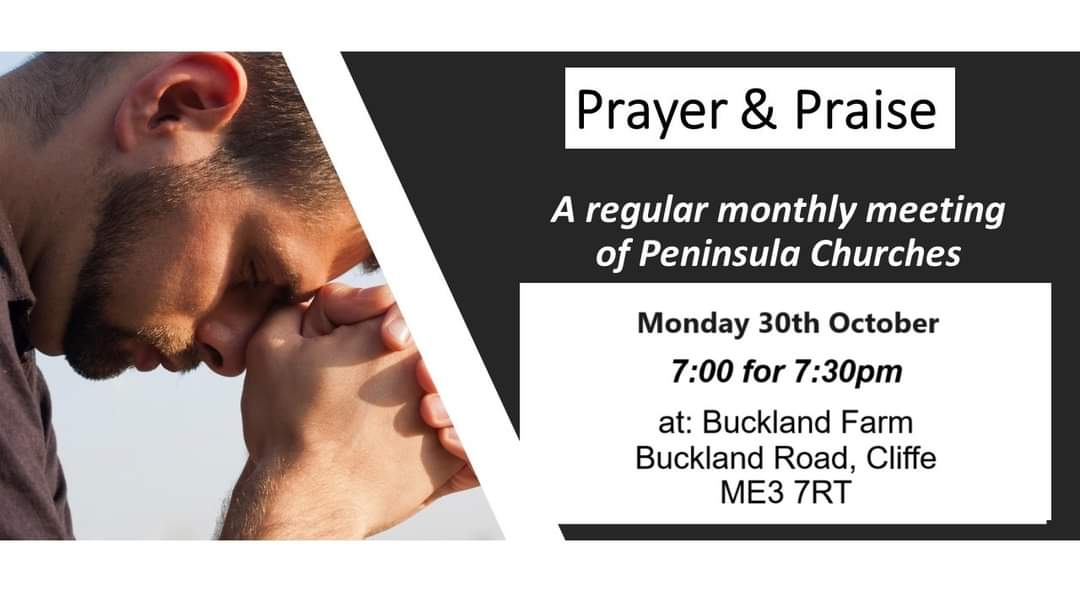 Prayer & Praise
A regular monthly meeting
of Peninsula Churches
Monday 30th October
7:00 for 7:30pm
at: Buckland Farm
Buckland Road, Cliffe
ME3 7RT